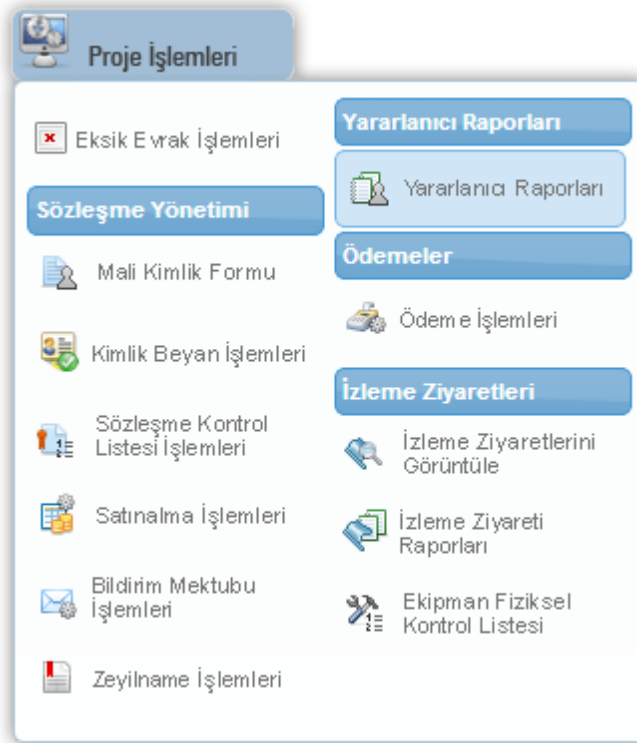 Proje İşlemleri
Eksik Evrak İşlemleri
Sözleşme Yönetimi
Mali Kimlik Formu
Kimlik Beyan İşlemleri
Sözleşme Kontrol
Listesi İşlemleri
Satınalma İşlemleri
Bildirim Mektubu
İşlemleri
Zeyilname İşlemleri
Yararlanıcı Raporları
Yararlanıcı Raporları
Ödemeler
Ödeme İşlemleri
İzleme Ziyaretleri
İzleme Ziyaretlerini
Görüntüle
İzleme Ziyareti
Raporları
Ekipman Fiziksel
Kontrol Listesi